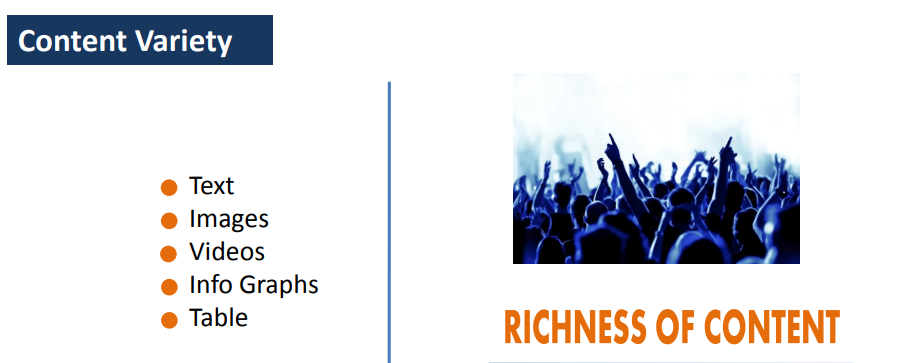 Content Variety
Text
Images
Videos
Info Graphs
Table
RICHNESS OF CONTENT